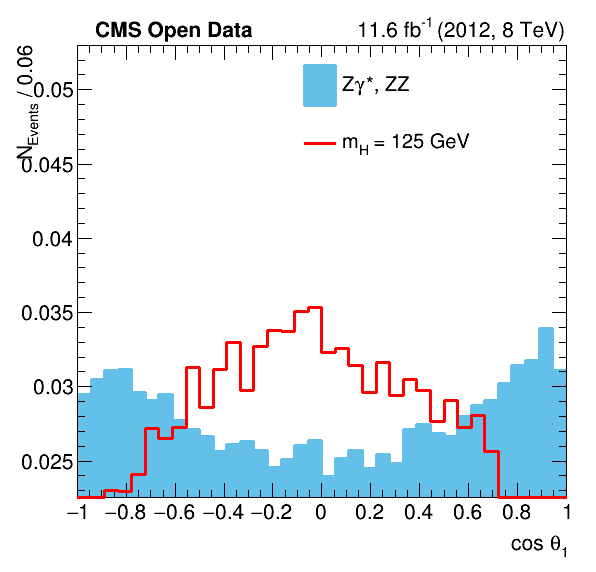 CMS Open Data 11.6 fb⁻¹ (2012, 8 TeV)
N_Events / 0.06
0.05
0.045
0.04
0.035
0.03
0.025
Zγ*, ZZ
m_H = 125 GeV
−1 −0.8 −0.6 −0.4 −0.2 0 0.2 0.4 0.6 0.8 1
cos θ₁